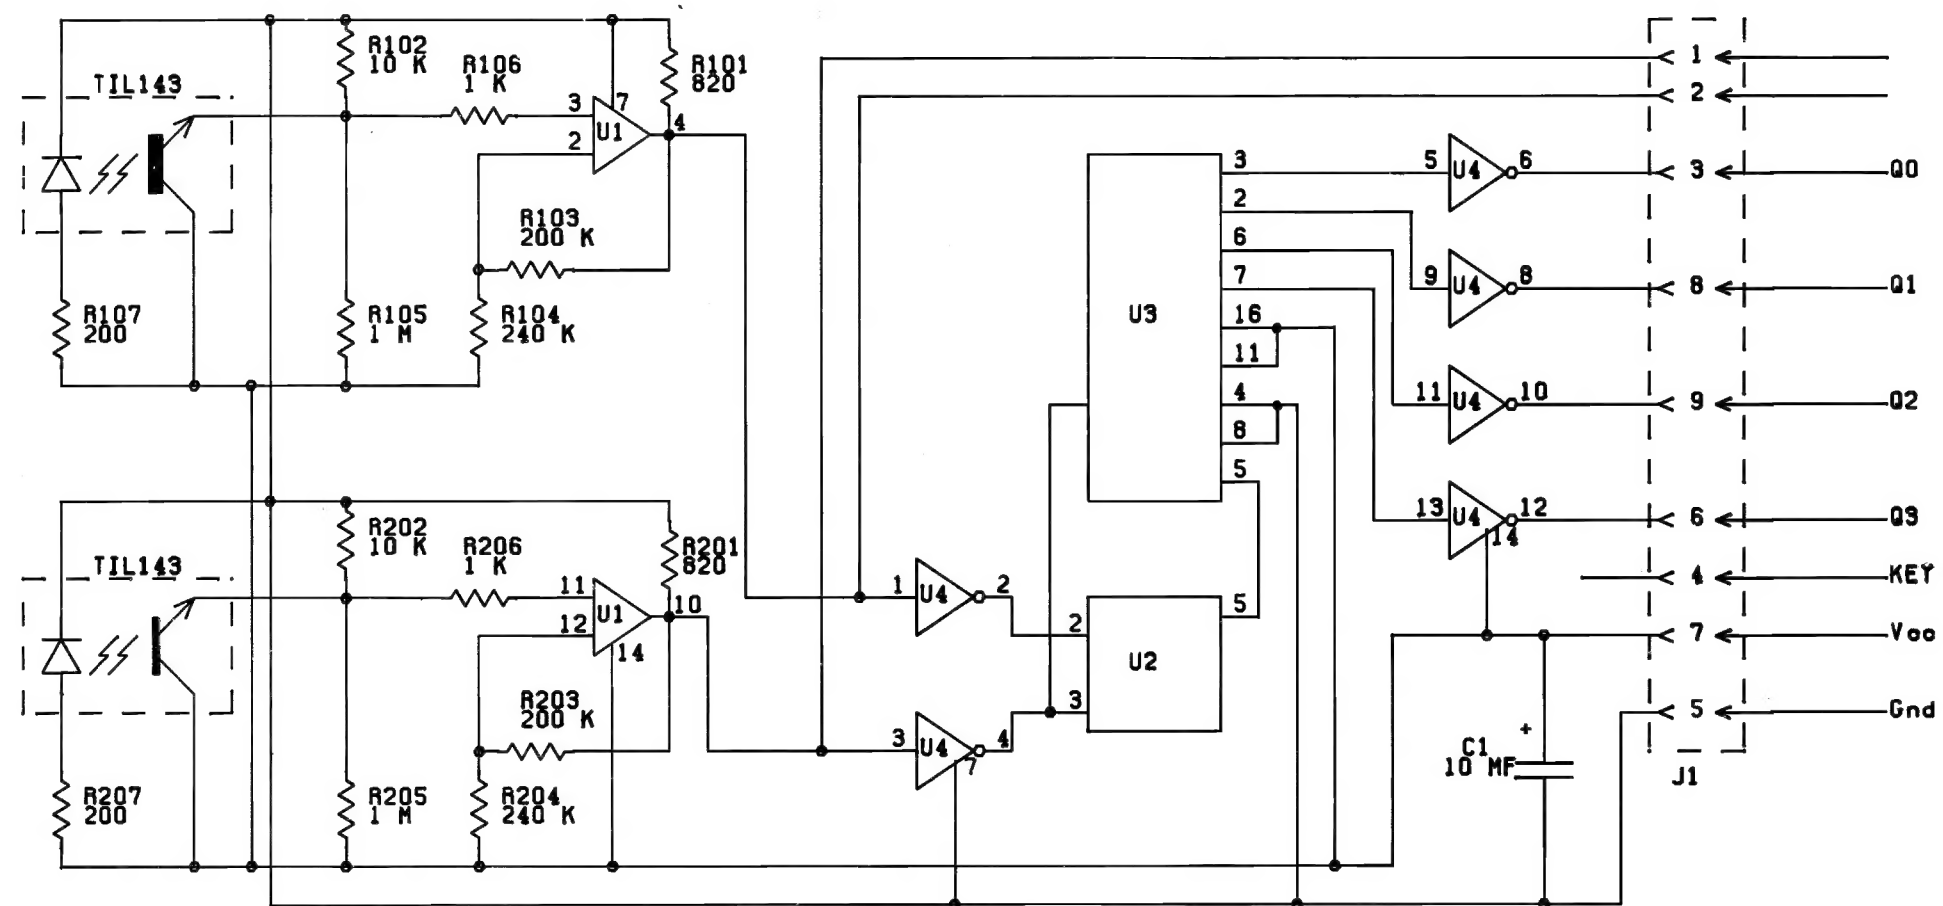 TIL143
R102
10 K
R106
1 K
R101
820
3
7
U1
2
4
R103
200 K
R107
200
R105
1 M
R104
240 K
TIL143
R202
10 K
R206
1 K
R201
820
11
U1
12
10
14
R203
200 K
R207
200
R205
1 M
R204
240 K
1
U4
2
3
U4
4
7
U3
3
2
6
7
16
11
4
8
5
U2
2
3
5
5
U4
6
9
U4
8
11
U4
10
13
U4
12
14
C1
+
10 MF
1
2
3
Q0
8
Q1
9
Q2
6
Q3
4
KEY
7
Vcc
5
Gnd
J1